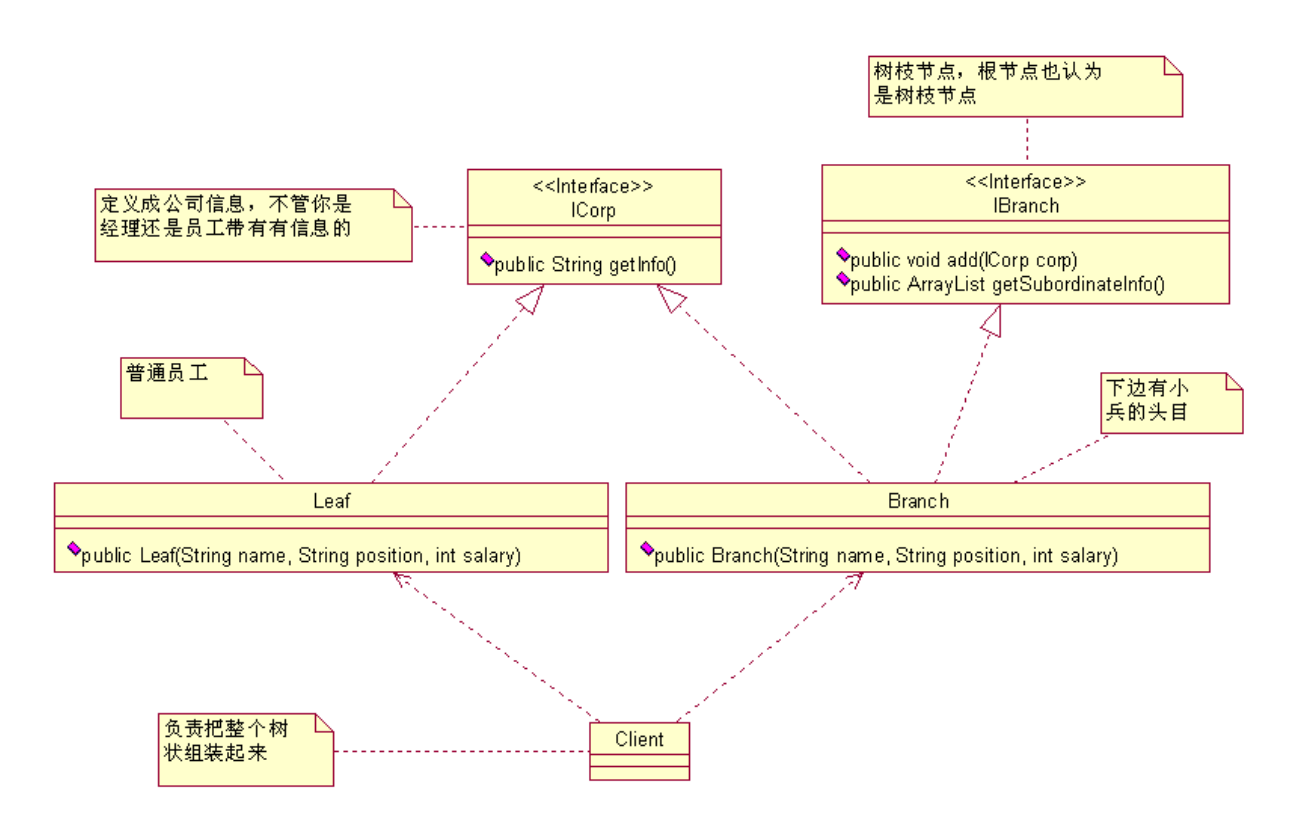 树枝节点，根节点也认为
是树枝节点
<<Interface>>
ICorp
public String getInfo()
<<Interface>>
IBranch
public void add(ICorp corp)
public ArrayList getSubordinateInfo()
定义成公司信息，不管你是
经理还是员工带有有信息的
普通员工
下边有小
兵的头目
Leaf
public Leaf(String name, String position, int salary)
Branch
public Branch(String name, String position, int salary)
负责把整个树
状组装起来
Client